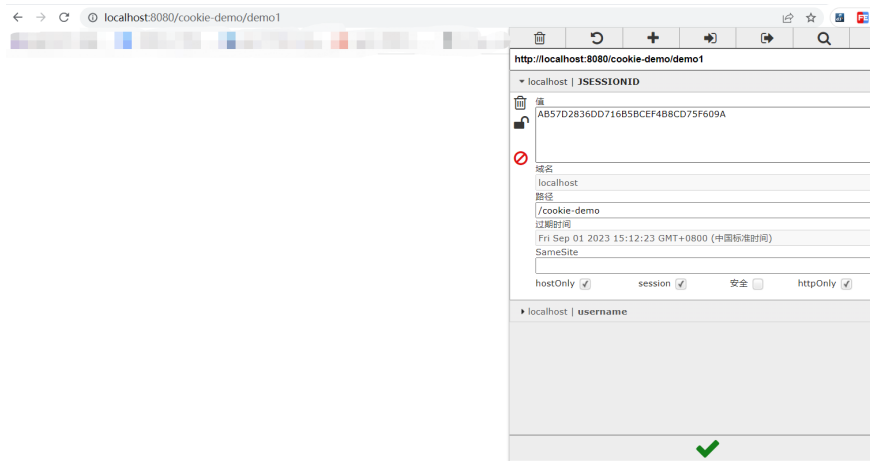 localhost:8080/cookie-demo/demo1
http://localhost:8080/cookie-demo/demo1
localhost | JSESSIONID
值
AB57D2836DD716B5BCEF4B8CD75F609A
域名
localhost
路径
/cookie-demo
过期时间
Fri Sep 01 2023 15:12:23 GMT+0800 (中国标准时间)
SameSite
hostOnly session 安全 httpOnly
localhost | username